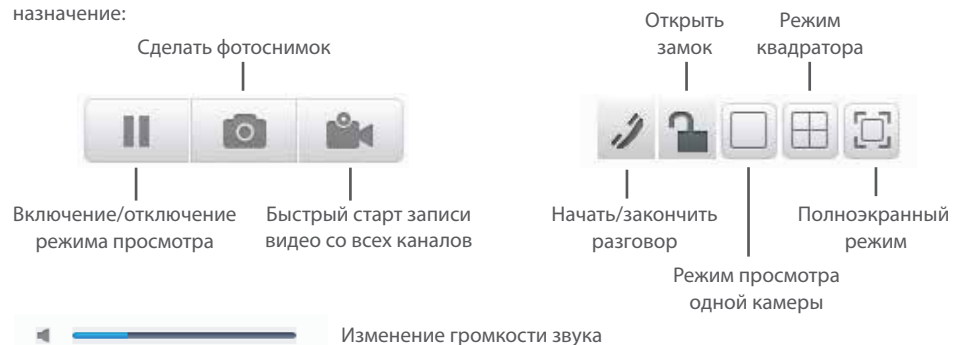 назначение:
Сделать фотоснимок
Открыть
замок
Режим
квадратора
Включение/отключение
режима просмотра
Быстрый старт записи
видео со всех каналов
Начать/закончить
разговор
Полноэкранный
режим
Режим просмотра
одной камеры
Изменение громкости звука